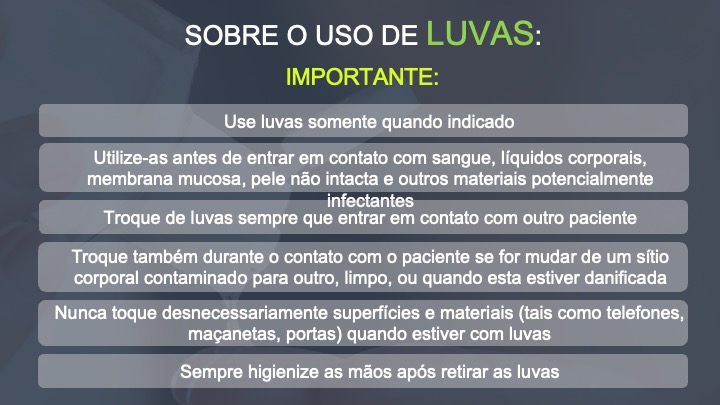 SOBRE O USO DE LUVAS:
IMPORTANTE:
Use luvas somente quando indicado
Utilize-as antes de entrar em contato com sangue, líquidos corporais,
membrana mucosa, pele não intacta e outros materiais potencialmente
infectantes
Troque de luvas sempre que entrar em contato com outro paciente
Troque também durante o contato com o paciente se for mudar de um sítio
corporal contaminado para outro, limpo, ou quando esta estiver danificada
Nunca toque desnecessariamente superfícies e materiais (tais como telefones,
maçanetas, portas) quando estiver com luvas
Sempre higienize as mãos após retirar as luvas